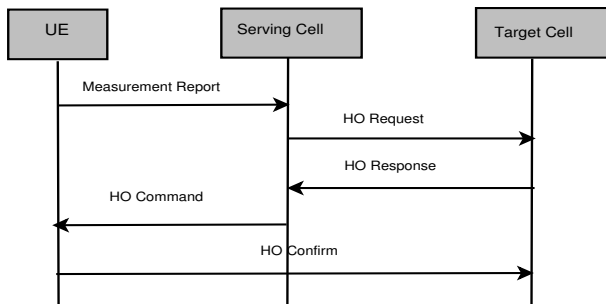 UE
Serving Cell
Target Cell
Measurement Report
HO Request
HO Response
HO Command
HO Confirm